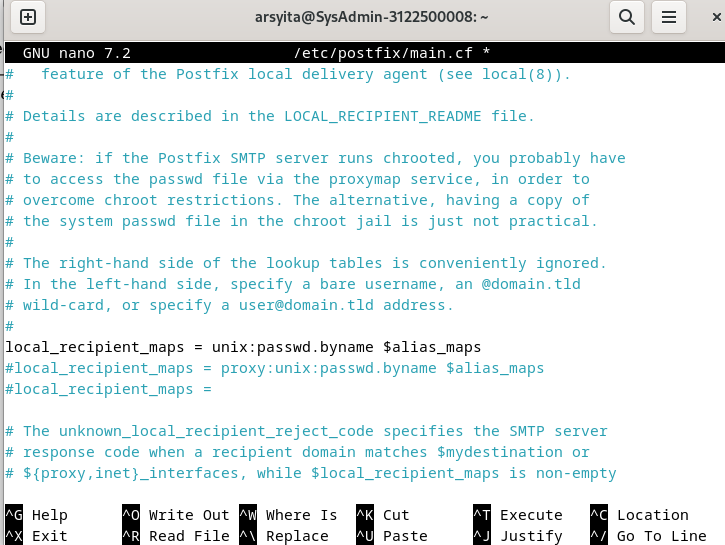 arsyita@SysAdmin-3122500008: ~
GNU nano 7.2 /etc/postfix/main.cf *
#   feature of the Postfix local delivery agent (see local(8)).
#
# Details are described in the LOCAL_RECIPIENT_README file.
#
# Beware: if the Postfix SMTP server runs chrooted, you probably have
# to access the passwd file via the proxymap service, in order to
# overcome chroot restrictions. The alternative, having a copy of
# the system passwd file in the chroot jail is just not practical.
#
# The right-hand side of the lookup tables is conveniently ignored.
# In the left-hand side, specify a bare username, an @domain.tld
# wild-card, or specify a user@domain.tld address.
#
local_recipient_maps = unix:passwd.byname $alias_maps
#local_recipient_maps = proxy:unix:passwd.byname $alias_maps
#local_recipient_maps =
# The unknown_local_recipient_reject_code specifies the SMTP server
# response code when a recipient domain matches $mydestination or
# ${proxy,inet}_interfaces, while $local_recipient_maps is non-empty
^G Help ^O Write Out ^W Where Is ^K Cut ^T Execute ^C Location
^X Exit ^R Read File ^\ Replace ^U Paste ^J Justify ^/ Go To Line